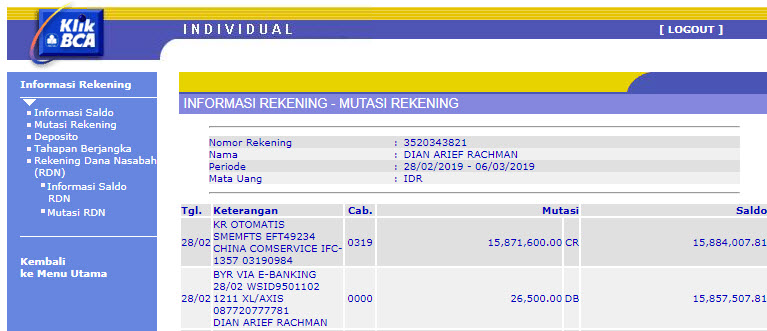 Klik
BCA
INDIVIDUAL
[ LOGOUT ]
Informasi Rekening
Informasi Saldo
Mutasi Rekening
Deposito
Tahapan Berjangka
Rekening Dana Nasabah
(RDN)
Informasi Saldo
RDN
Mutasi RDN
Kembali
ke Menu Utama
INFORMASI REKENING - MUTASI REKENING
Nomor Rekening : 3520343821
Nama : DIAN ARIEF RACHMAN
Periode : 28/02/2019 - 06/03/2019
Mata Uang : IDR
Tgl. Keterangan Cab. Mutasi Saldo
KR OTOMATIS
SMEMFTS EFT49234
28/02 CHINA COMSERVICE IFC- 0319 15,871,600.00 CR 15,884,007.81
1357 03190984
BYR VIA E-BANKING
28/02 WSID9501102
28/02 1211 XL/AXIS 0000 26,500.00 DB 15,857,507.81
087720777781
DIAN ARIEF RACHMAN